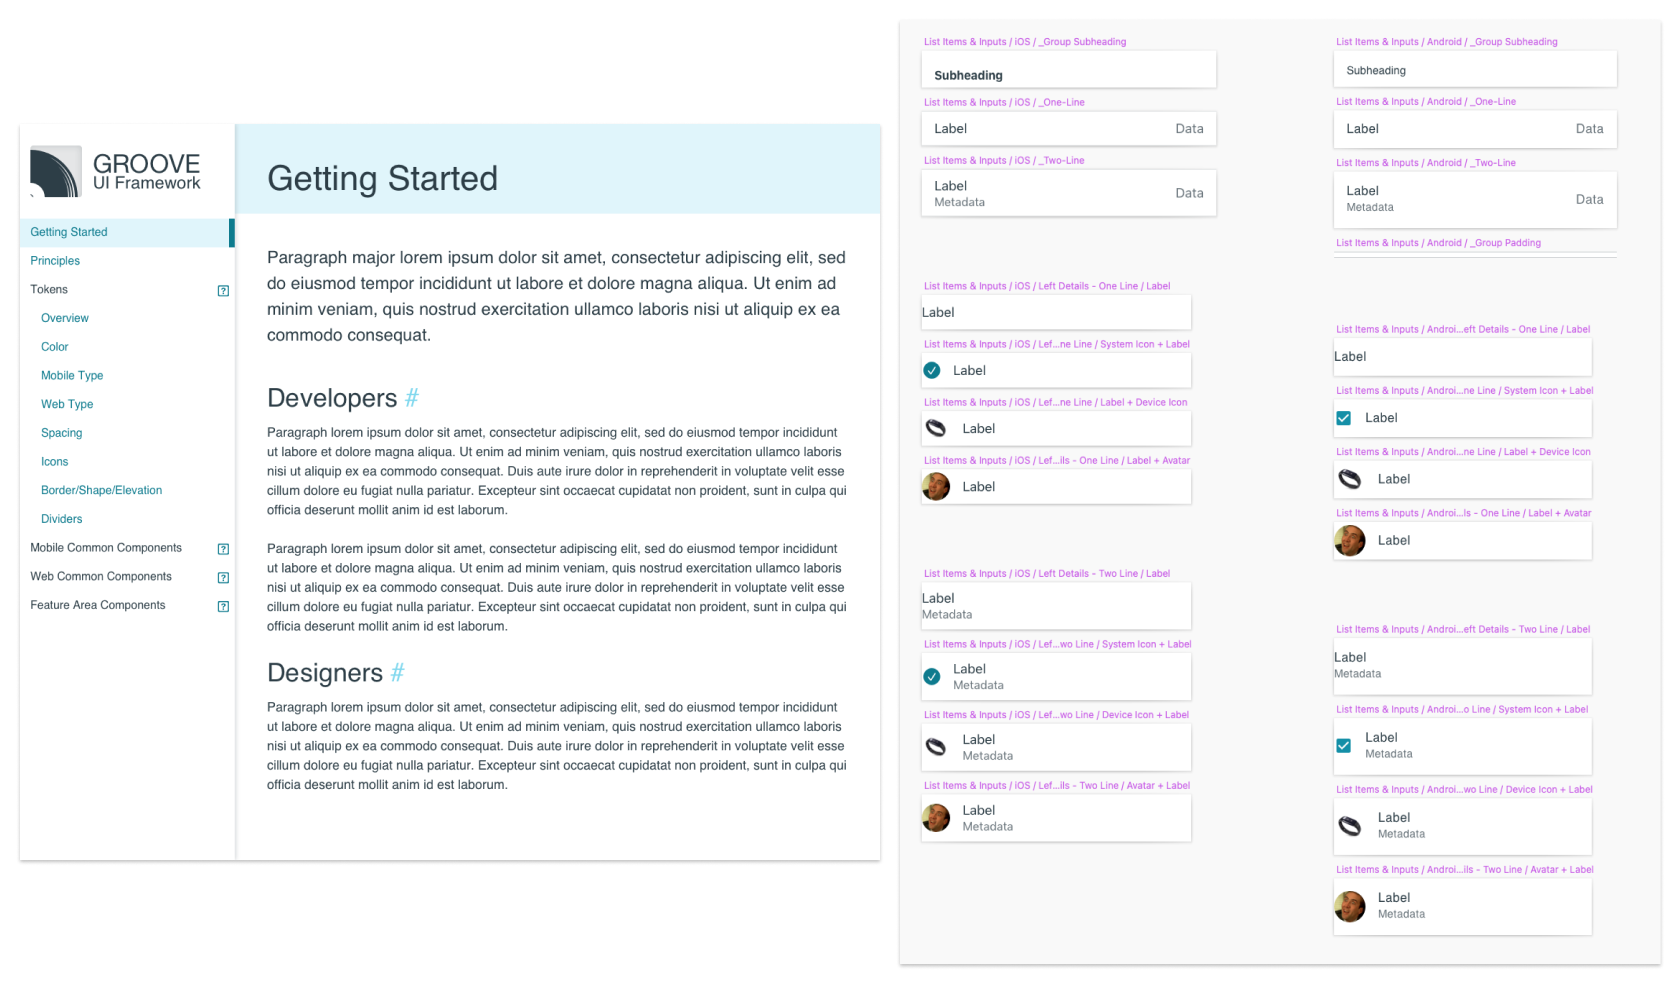 GROOVE
UI Framework
Getting Started
Principles
Tokens
?
Overview
Color
Mobile Type
Web Type
Spacing
Icons
Border/Shape/Elevation
Dividers
Mobile Common Components
?
Web Common Components
?
Feature Area Components
?
Getting Started
Paragraph major lorem ipsum dolor sit amet, consectetur adipiscing elit, sed
do eiusmod tempor incididunt ut labore et dolore magna aliqua. Ut enim ad
minim veniam, quis nostrud exercitation ullamco laboris nisi ut aliquip ex ea
commodo consequat.
Developers #
Paragraph lorem ipsum dolor sit amet, consectetur adipiscing elit, sed do eiusmod tempor incididunt
ut labore et dolore magna aliqua. Ut enim ad minim veniam, quis nostrud exercitation ullamco laboris
nisi ut aliquip ex ea commodo consequat. Duis aute irure dolor in reprehenderit in voluptate velit esse
cillum dolore eu fugiat nulla pariatur. Excepteur sint occaecat cupidatat non proident, sunt in culpa qui
officia deserunt mollit anim id est laborum.
Paragraph lorem ipsum dolor sit amet, consectetur adipiscing elit, sed do eiusmod tempor incididunt
ut labore et dolore magna aliqua. Ut enim ad minim veniam, quis nostrud exercitation ullamco laboris
nisi ut aliquip ex ea commodo consequat. Duis aute irure dolor in reprehenderit in voluptate velit esse
cillum dolore eu fugiat nulla pariatur. Excepteur sint occaecat cupidatat non proident, sunt in culpa qui
officia deserunt mollit anim id est laborum.
Designers #
Paragraph lorem ipsum dolor sit amet, consectetur adipiscing elit, sed do eiusmod tempor incididunt
ut labore et dolore magna aliqua. Ut enim ad minim veniam, quis nostrud exercitation ullamco laboris
nisi ut aliquip ex ea commodo consequat. Duis aute irure dolor in reprehenderit in voluptate velit esse
cillum dolore eu fugiat nulla pariatur. Excepteur sint occaecat cupidatat non proident, sunt in culpa qui
officia deserunt mollit anim id est laborum.
List Items & Inputs / iOS / _Group Subheading
Subheading
List Items & Inputs / iOS / _One-Line
Label Data
List Items & Inputs / iOS / _Two-Line
Label
Metadata
Data
List Items & Inputs / iOS / Left Details - One Line / Label
Label
List Items & Inputs / iOS / Lef...ne Line / System Icon + Label
Label
List Items & Inputs / iOS / Lef...ne Line / Label + Device Icon
Label
List Items & Inputs / iOS / Lef...ils - One Line / Label + Avatar
Label
List Items & Inputs / iOS / Left Details - Two Line / Label
Label
Metadata
List Items & Inputs / iOS / Lef...wo Line / System Icon + Label
Label
Metadata
List Items & Inputs / iOS / Lef...wo Line / Device Icon + Label
Label
Metadata
List Items & Inputs / iOS / Lef...ils - Two Line / Avatar + Label
Label
Metadata
List Items & Inputs / Android / _Group Subheading
Subheading
List Items & Inputs / Android / _One-Line
Label Data
List Items & Inputs / Android / _Two-Line
Label
Metadata
Data
List Items & Inputs / Android / _Group Padding
List Items & Inputs / Androi...eft Details - One Line / Label
Label
List Items & Inputs / Androi...ne Line / System Icon + Label
Label
List Items & Inputs / Androi...ne Line / Label + Device Icon
Label
List Items & Inputs / Androi...ls - One Line / Label + Avatar
Label
List Items & Inputs / Androi...eft Details - Two Line / Label
Label
Metadata
List Items & Inputs / Androi...o Line / System Icon + Label
Label
Metadata
List Items & Inputs / Androi...wo Line / Device Icon + Label
Label
Metadata
List Items & Inputs / Androi...ils - Two Line / Avatar + Label
Label
Metadata